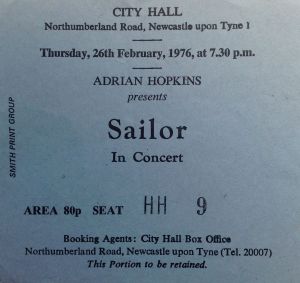 CITY HALL
Northumberland Road, Newcastle upon Tyne 1
Thursday, 26th February, 1976, at 7.30 p.m.
ADRIAN HOPKINS
presents
Sailor
In Concert
AREA 80p SEAT HH 9
Booking Agents: City Hall Box Office
Northumberland Road, Newcastle upon Tyne (Tel. 20007)
This Portion to be retained.
SMITH PRINT GROUP